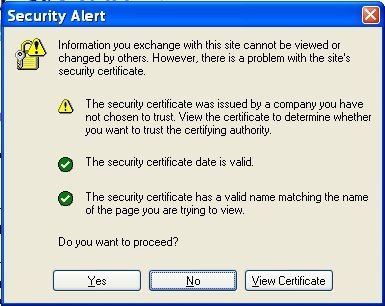 Security Alert
Information you exchange with this site cannot be viewed or
changed by others. However, there is a problem with the site's
security certificate.
The security certificate was issued by a company you have
not chosen to trust. View the certificate to determine whether
you want to trust the certifying authority.
The security certificate date is valid.
The security certificate has a valid name matching the name
of the page you are trying to view.
Do you want to proceed?
Yes No View Certificate